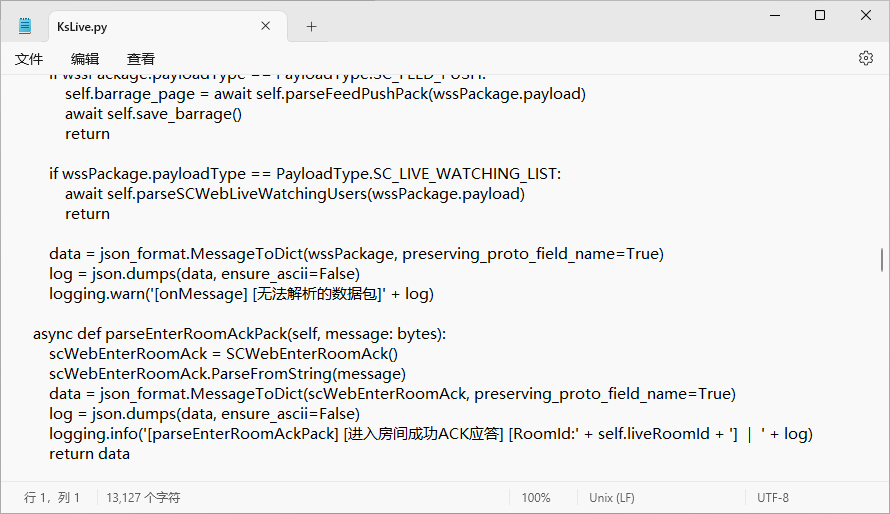 KsLive.py
文件 编辑 查看
if wssPackage.payloadType == PayloadType.SC_FEED_PUSH:
self.barrage_page = await self.parseFeedPushPack(wssPackage.payload)
await self.save_barrage()
return
if wssPackage.payloadType == PayloadType.SC_LIVE_WATCHING_LIST:
await self.parseSCWebLiveWatchingUsers(wssPackage.payload)
return
data = json_format.MessageToDict(wssPackage, preserving_proto_field_name=True)
log = json.dumps(data, ensure_ascii=False)
logging.warn('[onMessage] [无法解析的数据包]' + log)
async def parseEnterRoomAckPack(self, message: bytes):
scWebEnterRoomAck = SCWebEnterRoomAck()
scWebEnterRoomAck.ParseFromString(message)
data = json_format.MessageToDict(scWebEnterRoomAck, preserving_proto_field_name=True)
log = json.dumps(data, ensure_ascii=False)
logging.info('[parseEnterRoomAckPack] [进入房间成功ACK应答] [RoomId:' + self.liveRoomId + '] ｜ ' + log)
return data
行 1，列 1 13,127 个字符 100% Unix (LF) UTF-8